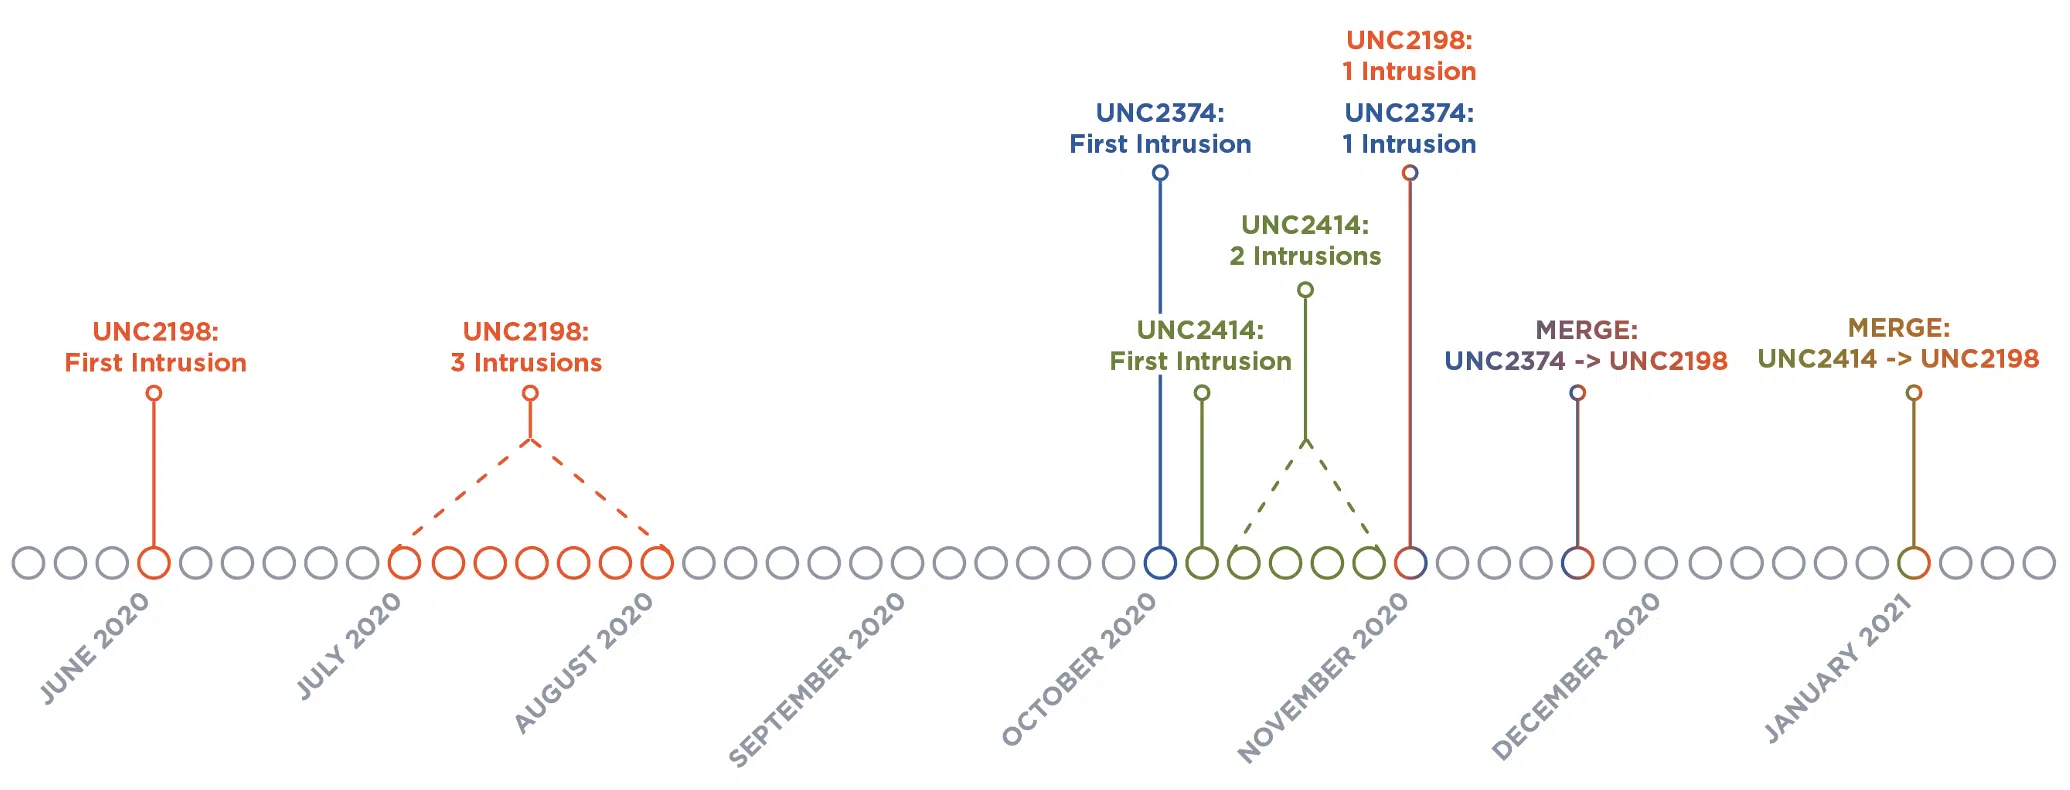 UNC2198:
1 Intrusion
UNC2374:
First Intrusion
UNC2374:
1 Intrusion
UNC2414:
2 Intrusions
UNC2198:
First Intrusion
UNC2198:
3 Intrusions
UNC2414:
First Intrusion
MERGE:
UNC2374 -> UNC2198
MERGE:
UNC2414 -> UNC2198
JUNE 2020
JULY 2020
AUGUST 2020
SEPTEMBER 2020
OCTOBER 2020
NOVEMBER 2020
DECEMBER 2020
JANUARY 2021